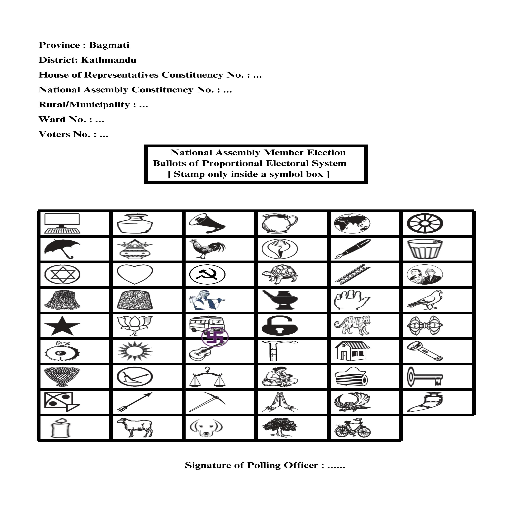 Province : Bagmati
District: Kathmandu
House of Representatives Constituency No. : ...
National Assembly Constituency No. : ...
Rural/Municipality : ...
Ward No. : ...
Voters No. : ...
National Assembly Member Election
Ballots of Proportional Electoral System
[ Stamp only inside a symbol box ]
Signature of Polling Officer : ......